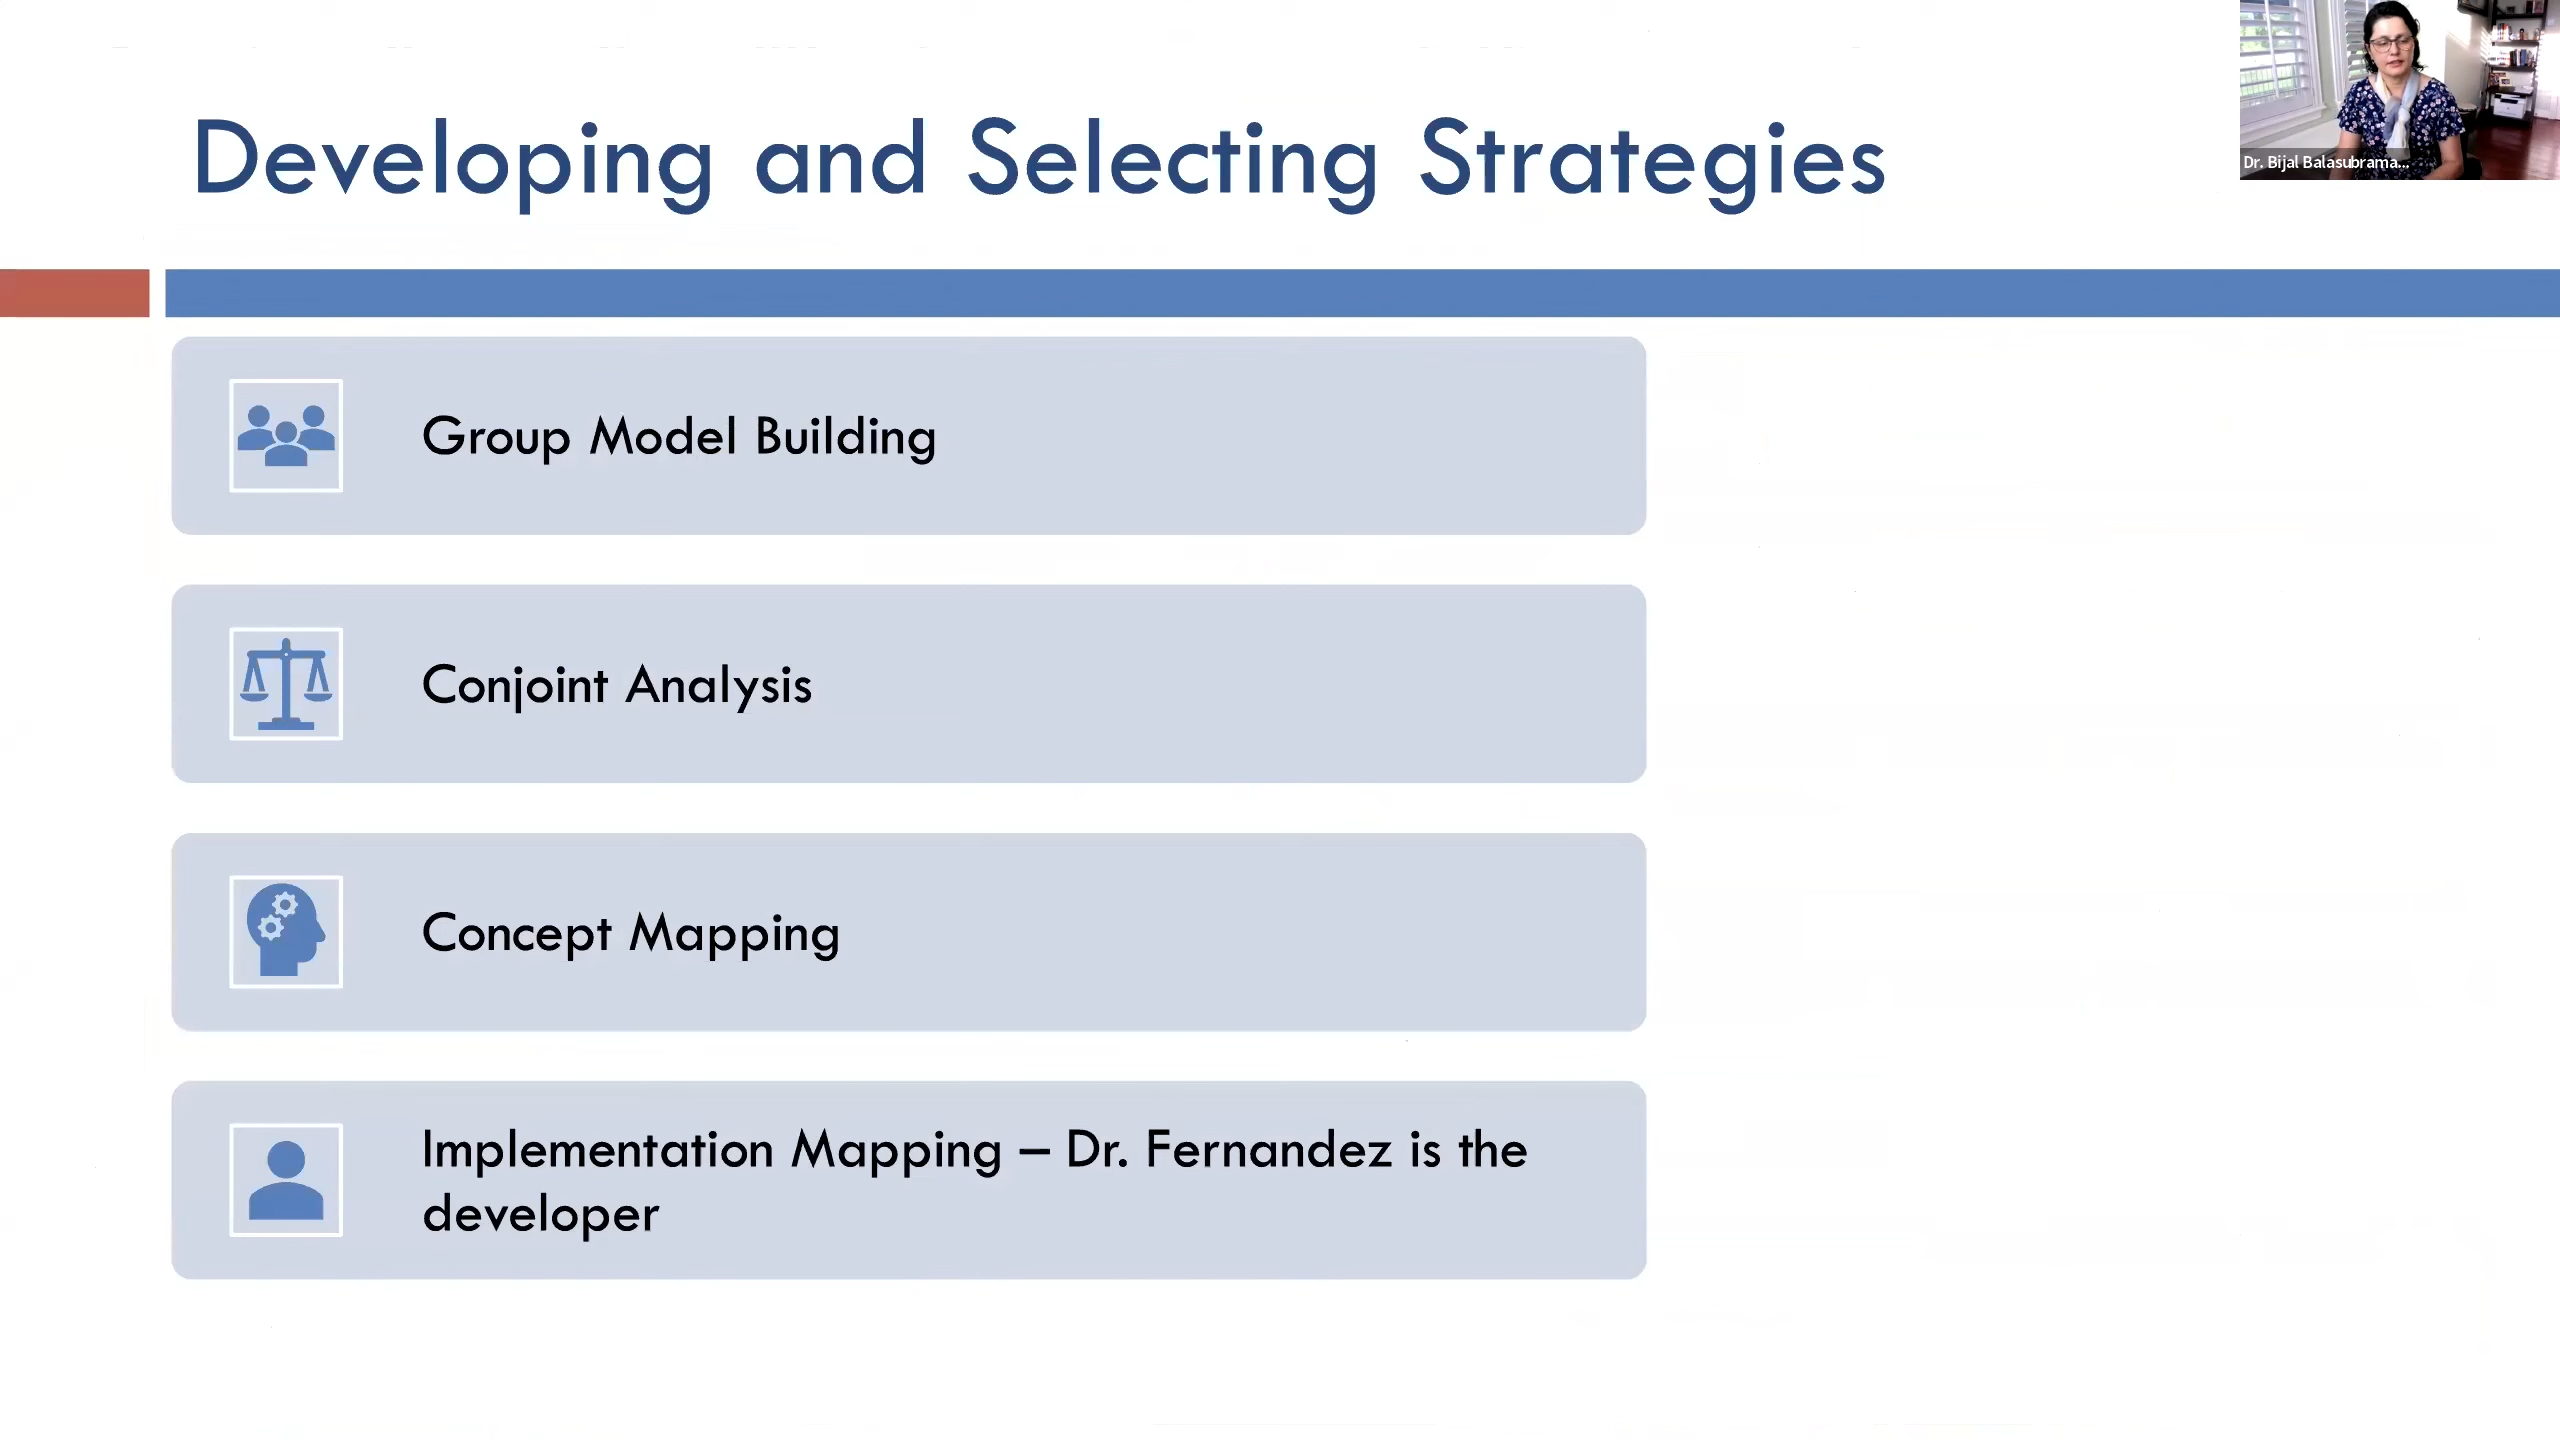 Developing and Selecting Strategies
Dr. Bijal Balasubrama...
Group Model Building
Conjoint Analysis
Concept Mapping
Implementation Mapping – Dr. Fernandez is the
developer